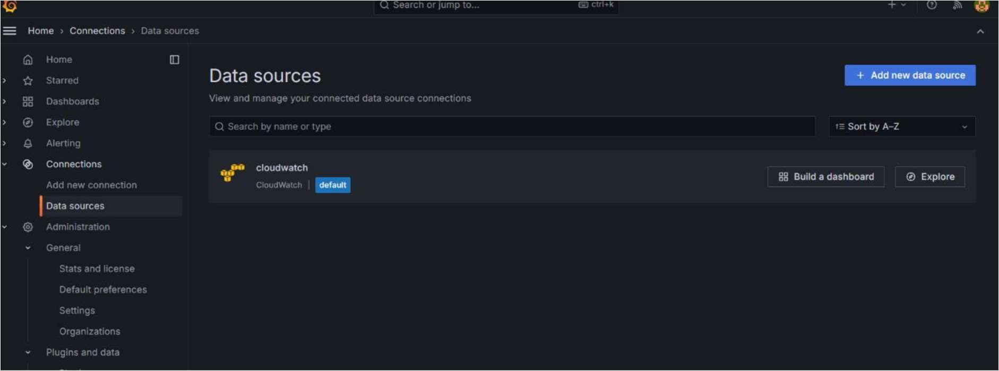 Search or jump to... ctrl+k
Home › Connections › Data sources
Home
Starred
Dashboards
Explore
Alerting
Connections
Add new connection
Data sources
Administration
General
Stats and license
Default preferences
Settings
Organizations
Plugins and data
Data sources
+ Add new data source
View and manage your connected data source connections
Search by name or type
Sort by A–Z
cloudwatch
CloudWatch | default
Build a dashboard
Explore